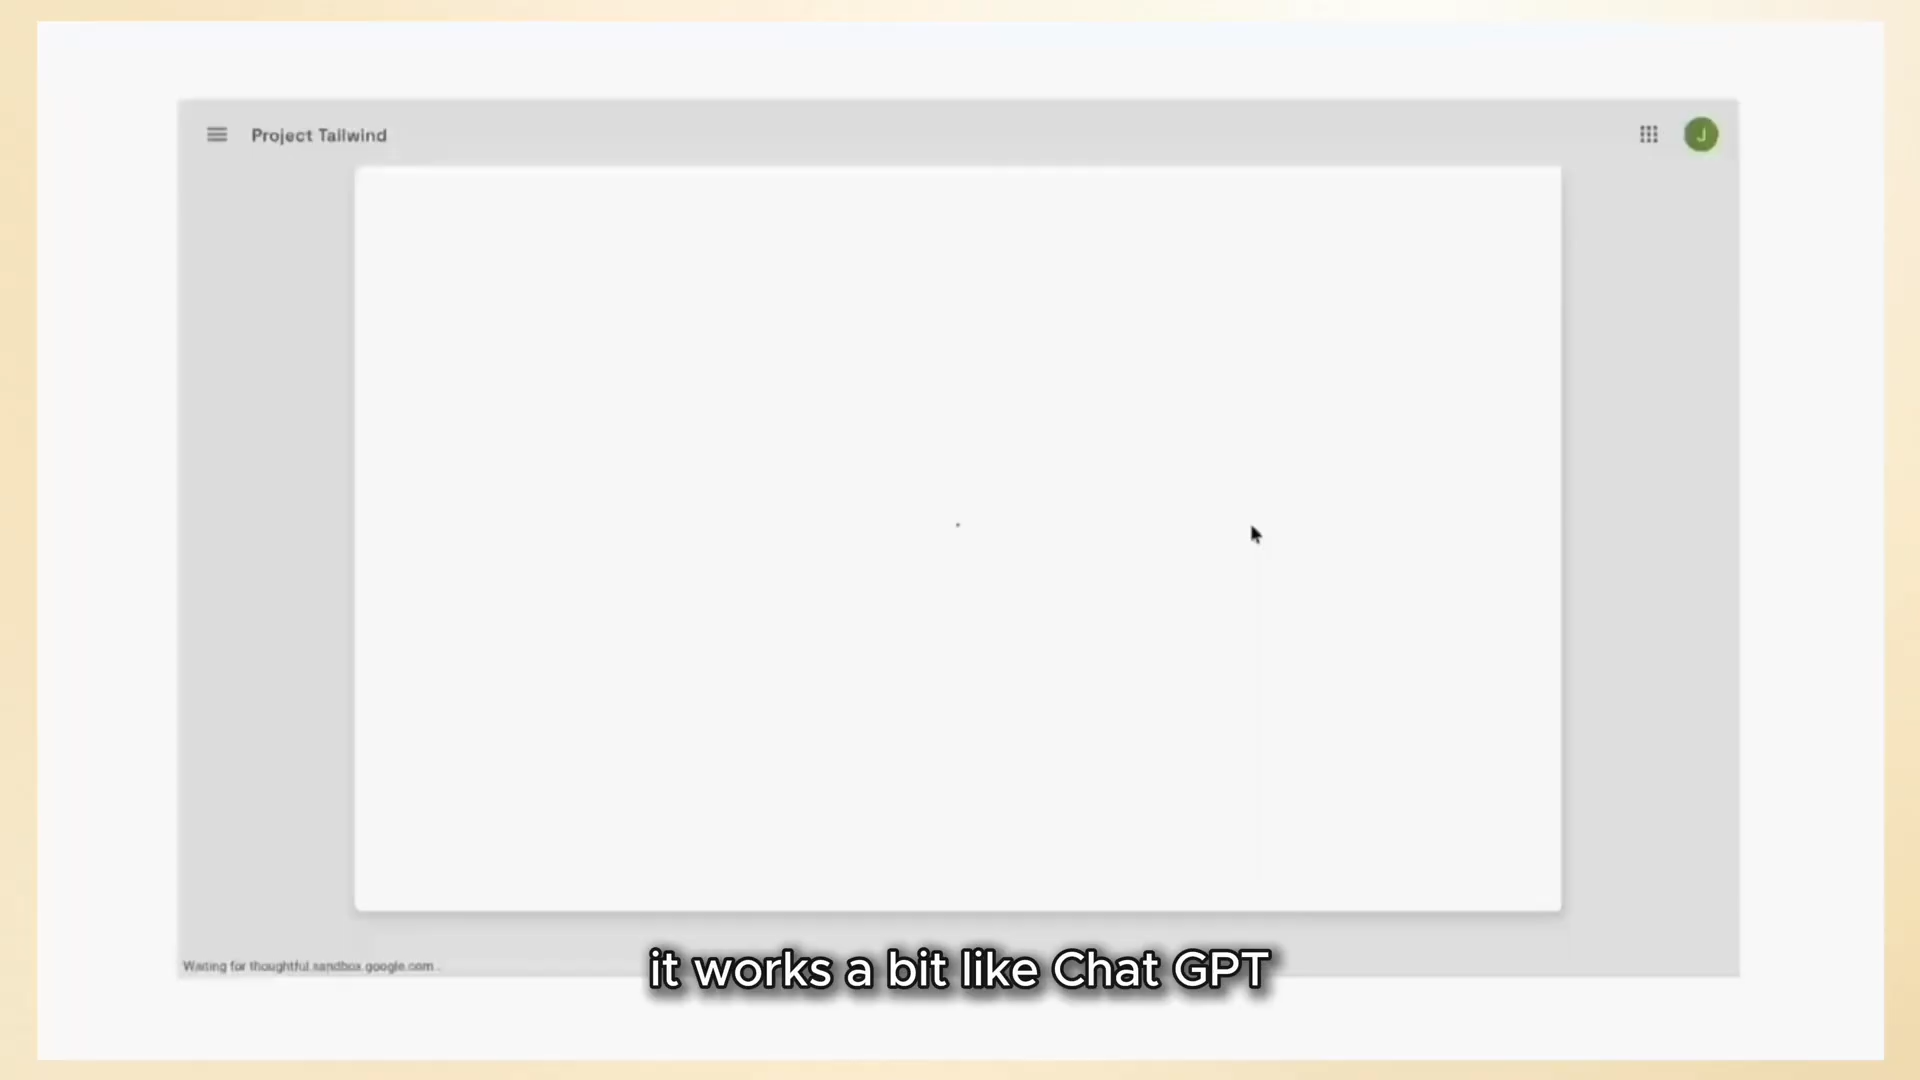 Project Tailwind
J
Waiting for thoughtful.sandbox.google.com...
it works a bit like Chat GPT